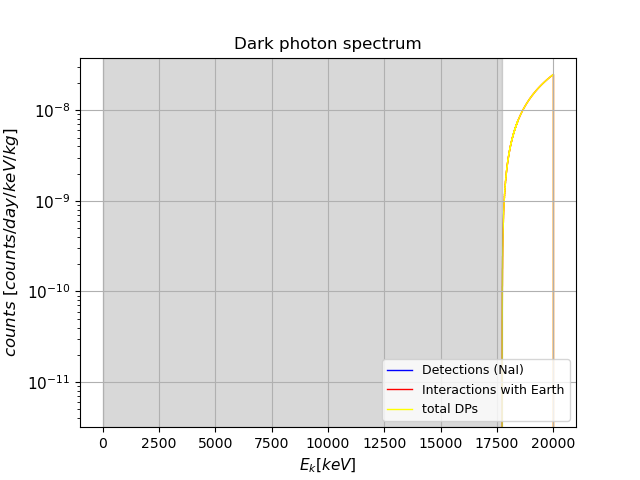 Dark photon spectrum
counts [counts/day/keV/kg]
10⁻⁸
10⁻⁹
10⁻¹⁰
10⁻¹¹
Detections (NaI)
Interactions with Earth
total DPs
0 2500 5000 7500 10000 12500 15000 17500 20000
E_k[keV]